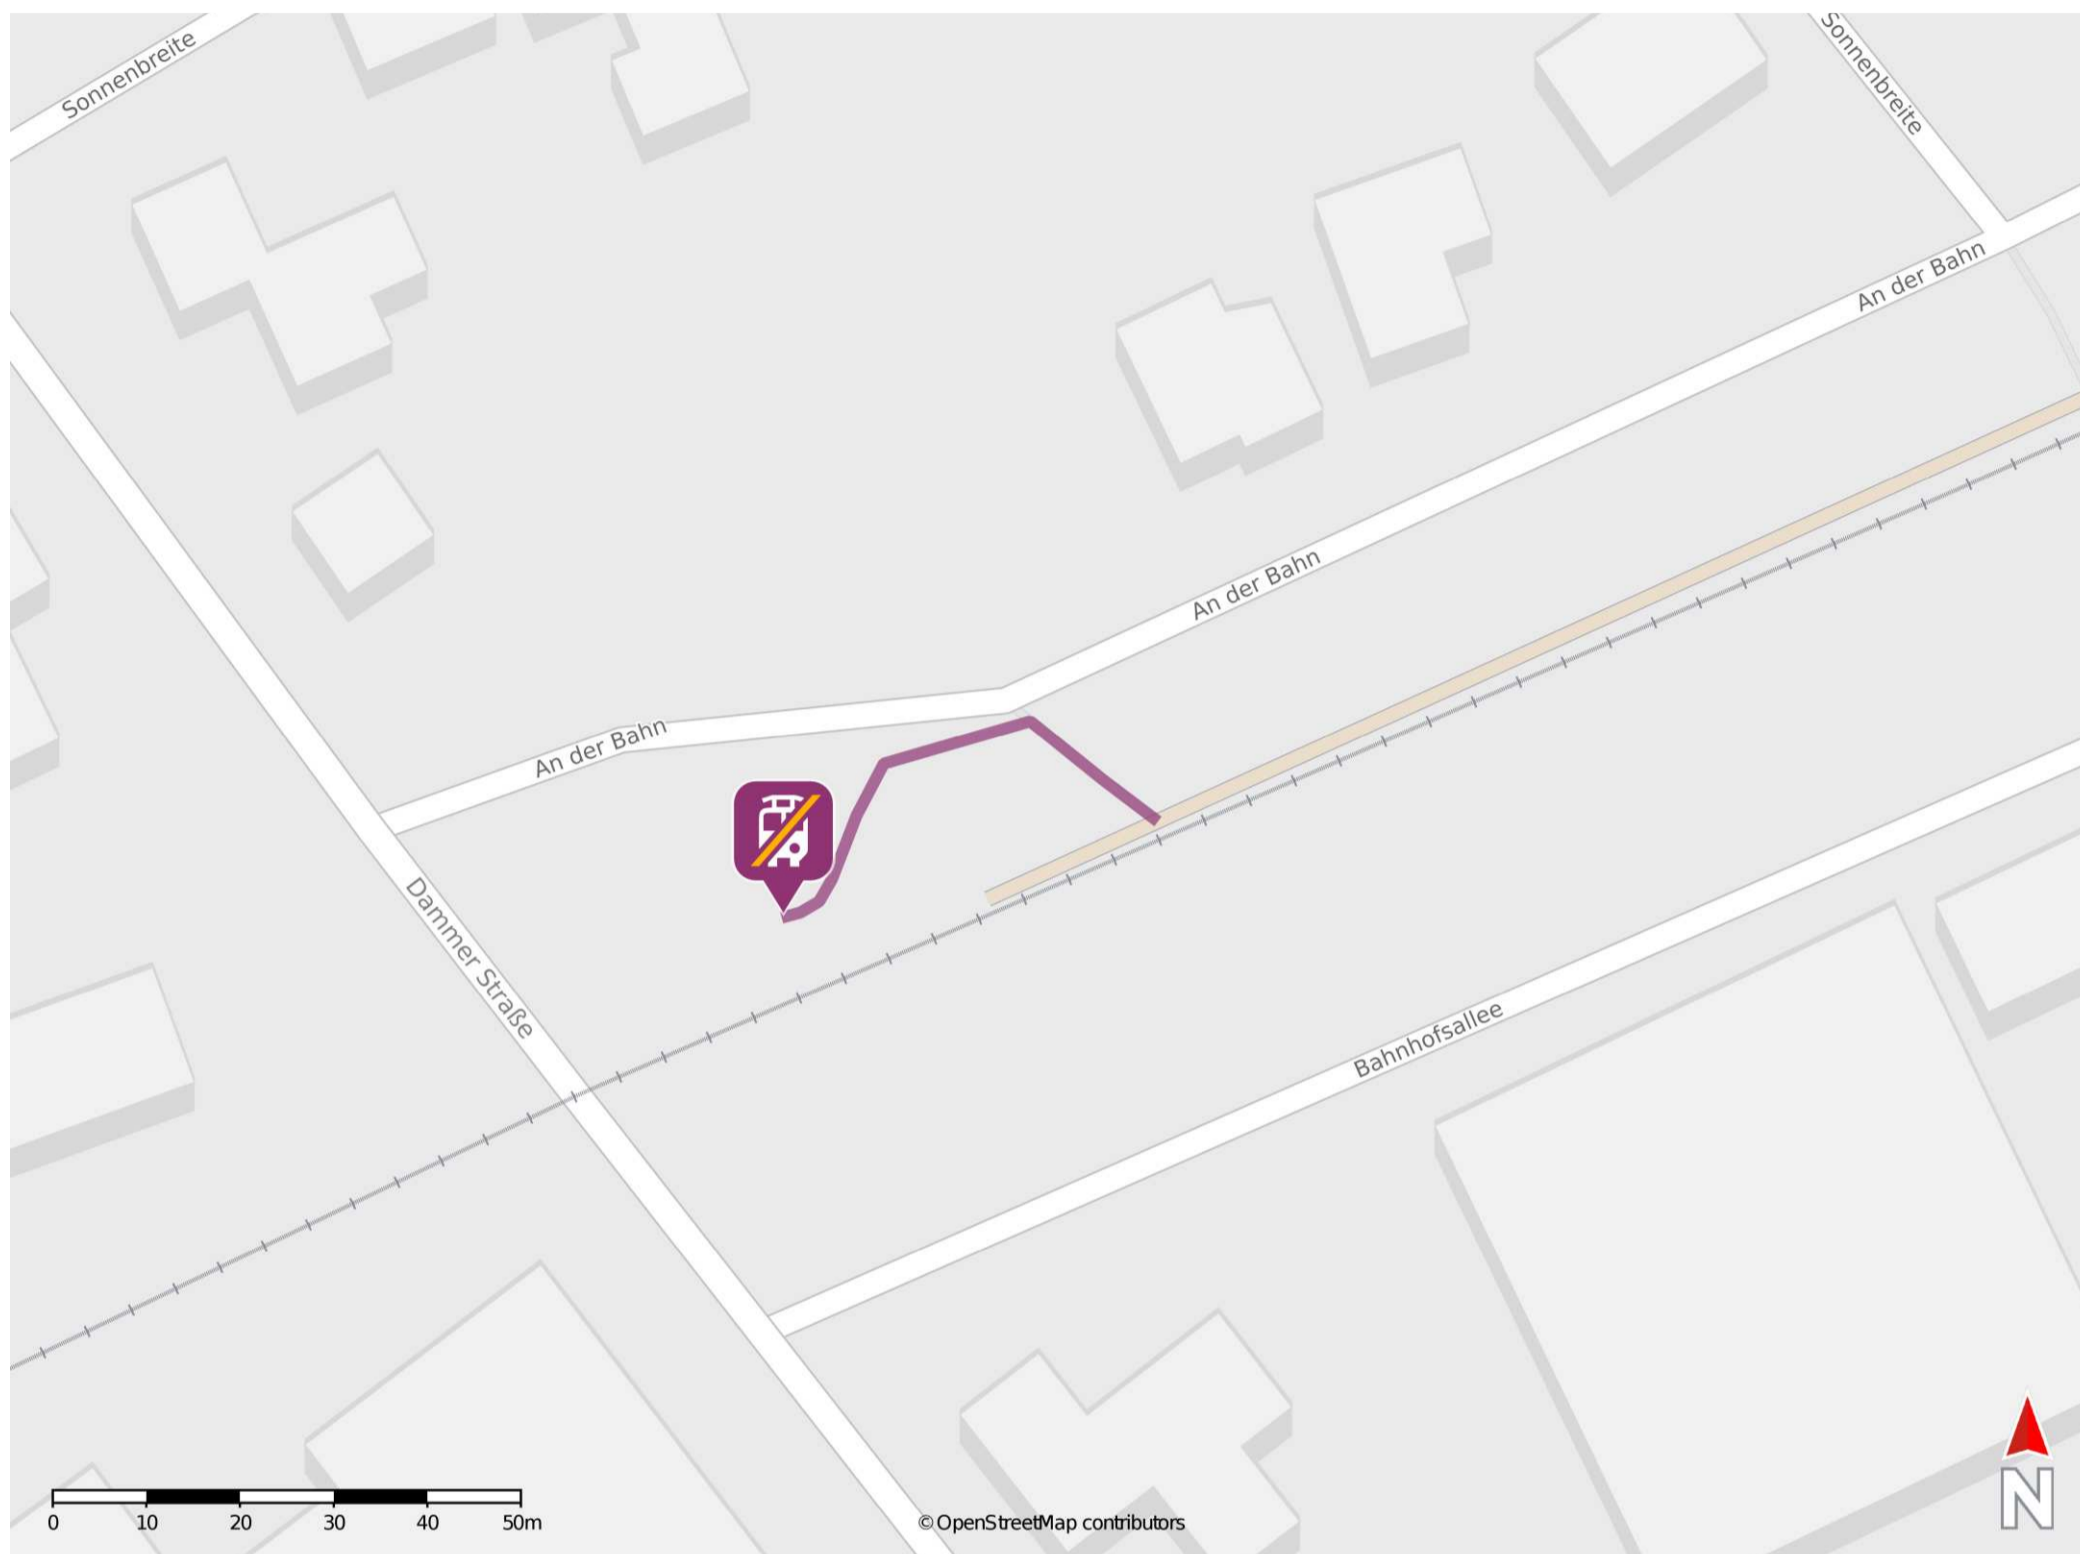 Sonnenbreite
Sonnenbreite
An der Bahn
An der Bahn
An der Bahn
Dammer Straße
Bahnhofsallee
0 10 20 30 40 50m
© OpenStreetMap contributors
N